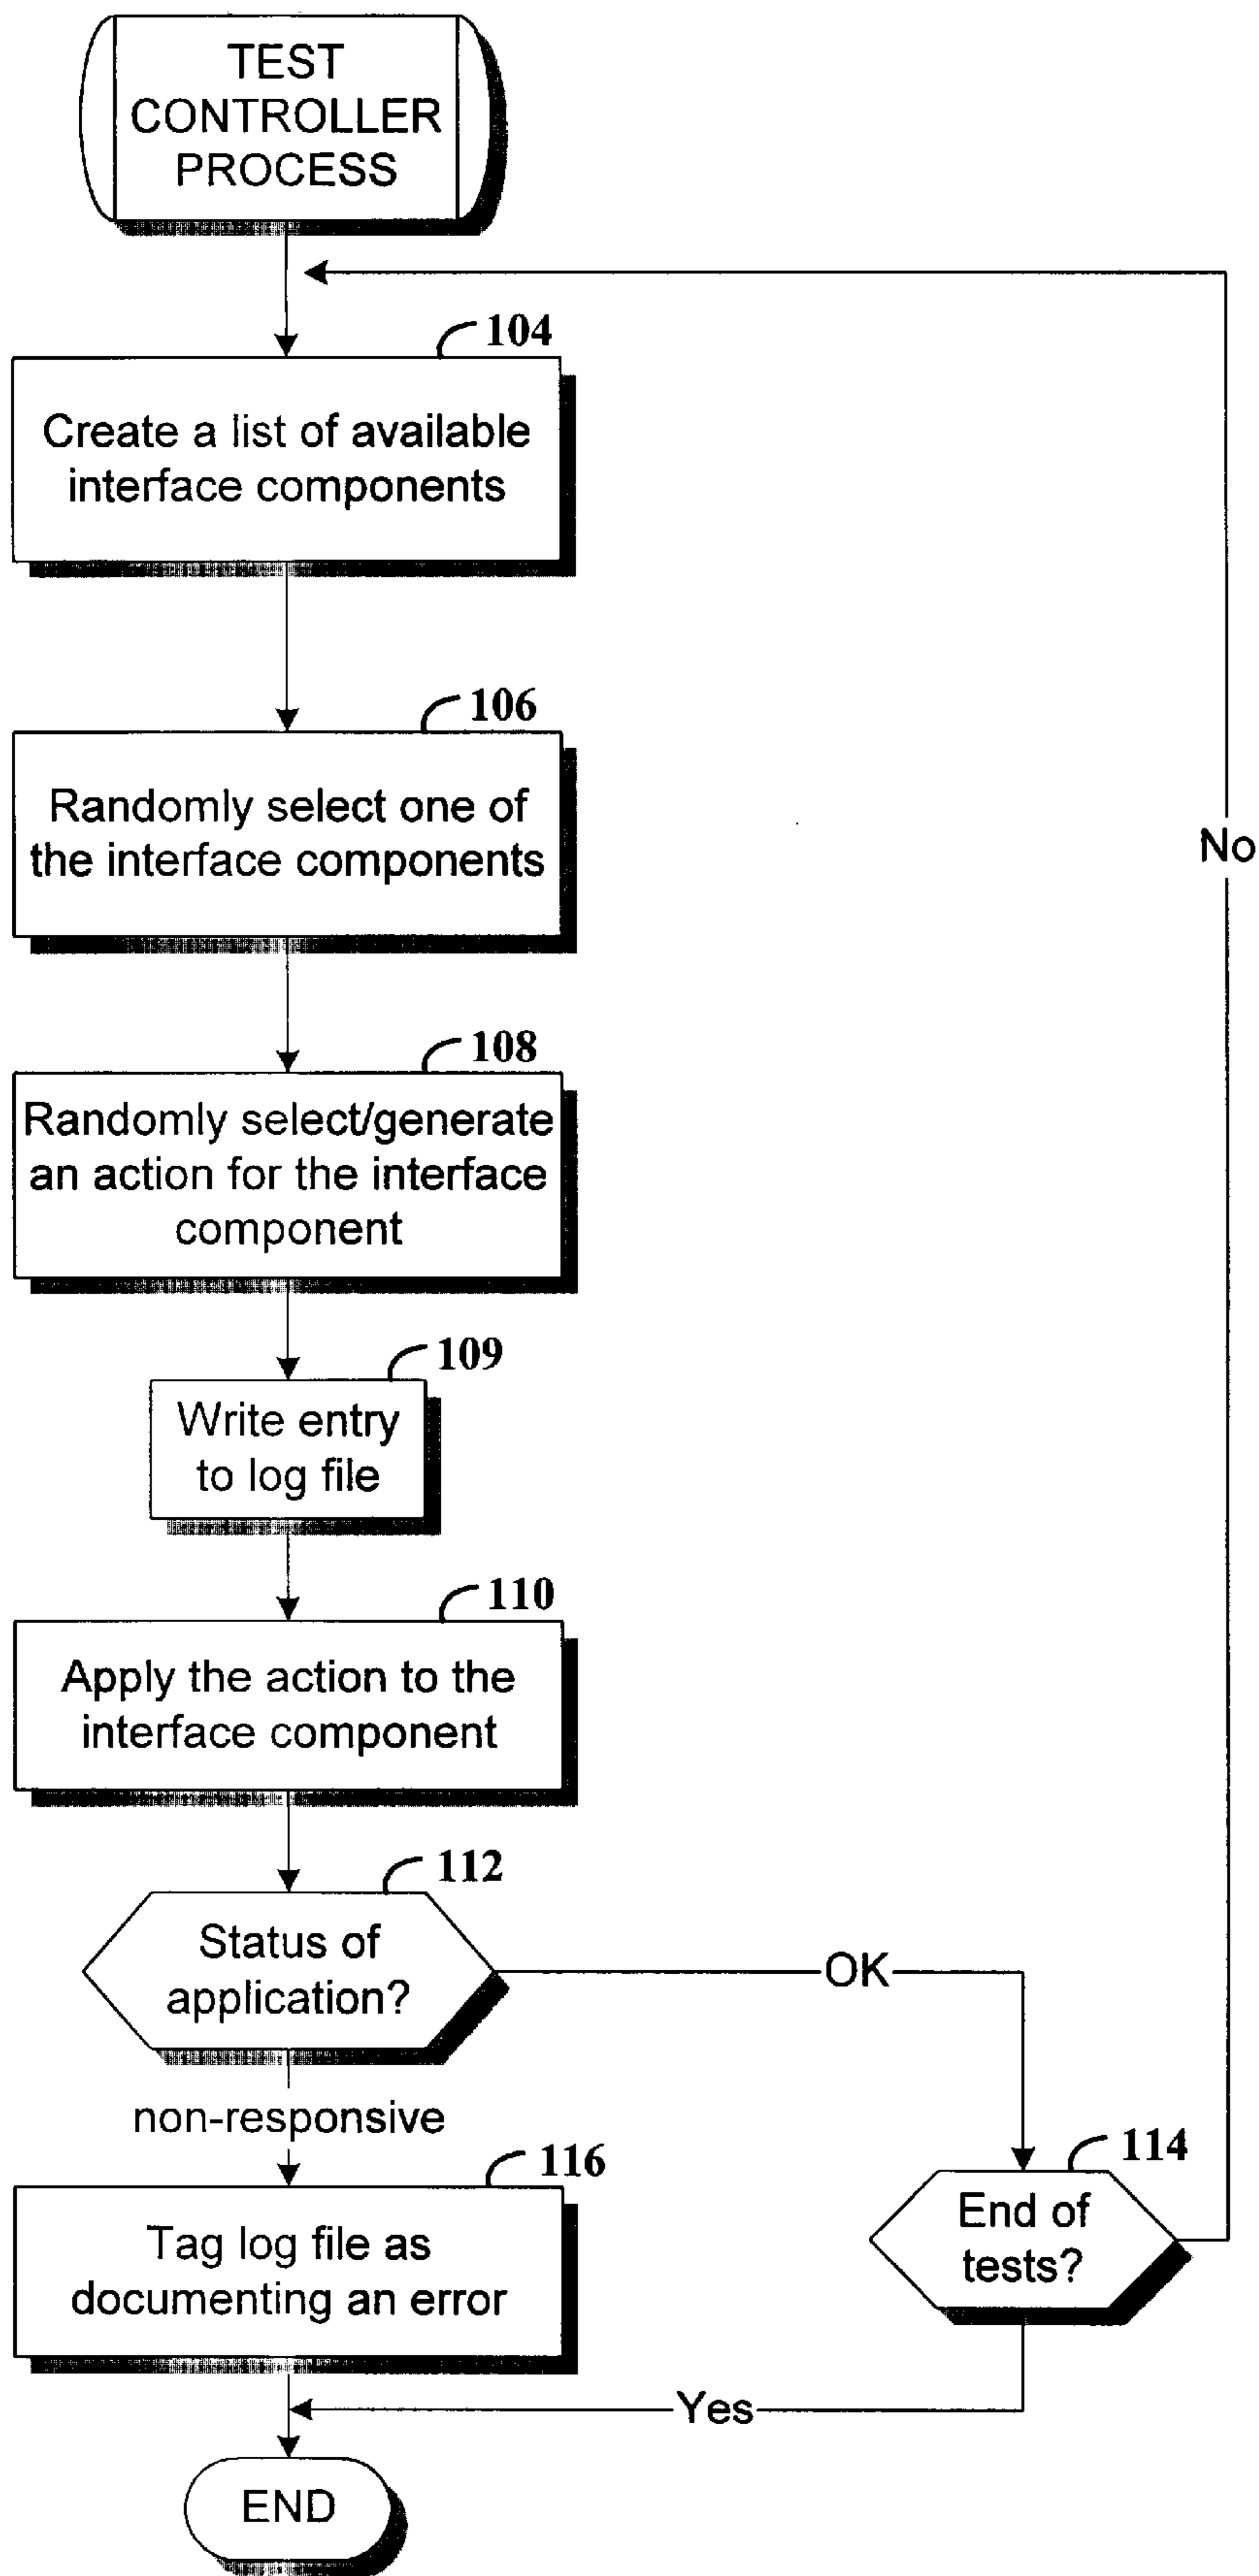 TEST
CONTROLLER
PROCESS
104
Create a list of available
interface components
106
Randomly select one of
the interface components
No
108
Randomly select/generate
an action for the interface
component
109
Write entry
to log file
110
Apply the action to the
interface component
112
Status of
application?
OK
non-responsive
114
End of
tests?
116
Tag log file as
documenting an error
Yes
END